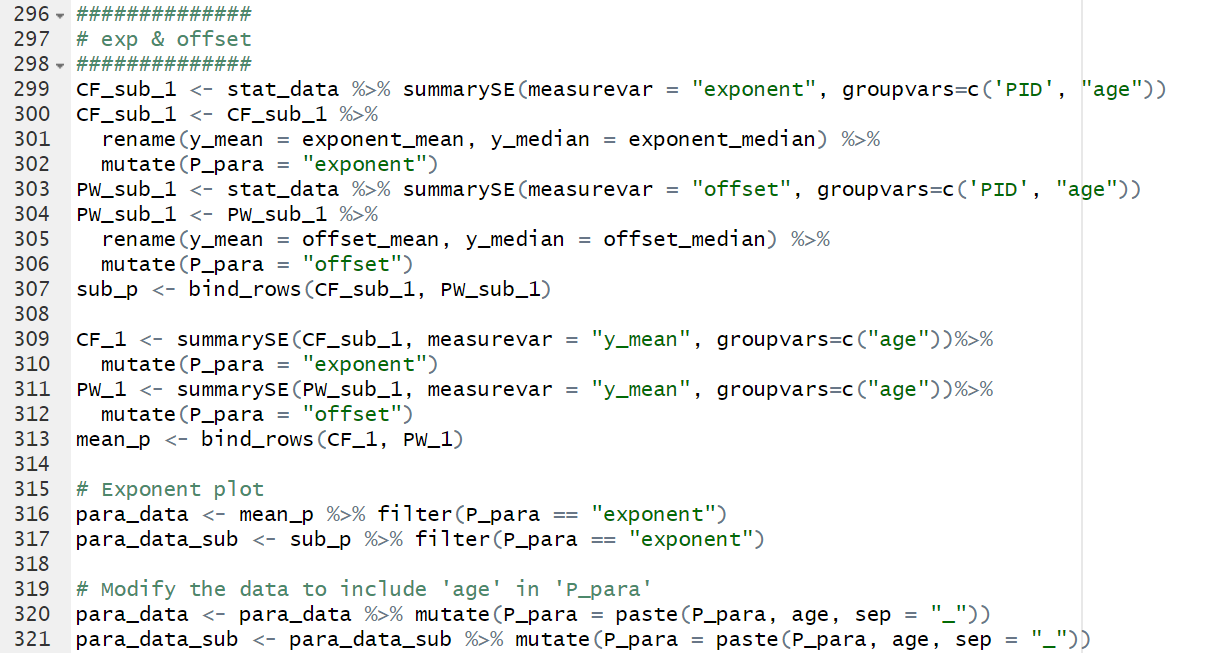 296 ##############
297 # exp & offset
298 ##############
299 CF_sub_1 <- stat_data %>% summarySE(measurevar = "exponent", groupvars=c('PID', "age"))
300 CF_sub_1 <- CF_sub_1 %>%
301   rename(y_mean = exponent_mean, y_median = exponent_median) %>%
302   mutate(P_para = "exponent")
303 PW_sub_1 <- stat_data %>% summarySE(measurevar = "offset", groupvars=c('PID', "age"))
304 PW_sub_1 <- PW_sub_1 %>%
305   rename(y_mean = offset_mean, y_median = offset_median) %>%
306   mutate(P_para = "offset")
307 sub_p <- bind_rows(CF_sub_1, PW_sub_1)
308
309 CF_1 <- summarySE(CF_sub_1, measurevar = "y_mean", groupvars=c("age"))%>%
310   mutate(P_para = "exponent")
311 PW_1 <- summarySE(PW_sub_1, measurevar = "y_mean", groupvars=c("age"))%>%
312   mutate(P_para = "offset")
313 mean_p <- bind_rows(CF_1, PW_1)
314
315 # Exponent plot
316 para_data <- mean_p %>% filter(P_para == "exponent")
317 para_data_sub <- sub_p %>% filter(P_para == "exponent")
318
319 # Modify the data to include 'age' in 'P_para'
320 para_data <- para_data %>% mutate(P_para = paste(P_para, age, sep = "_"))
321 para_data_sub <- para_data_sub %>% mutate(P_para = paste(P_para, age, sep = "_"))